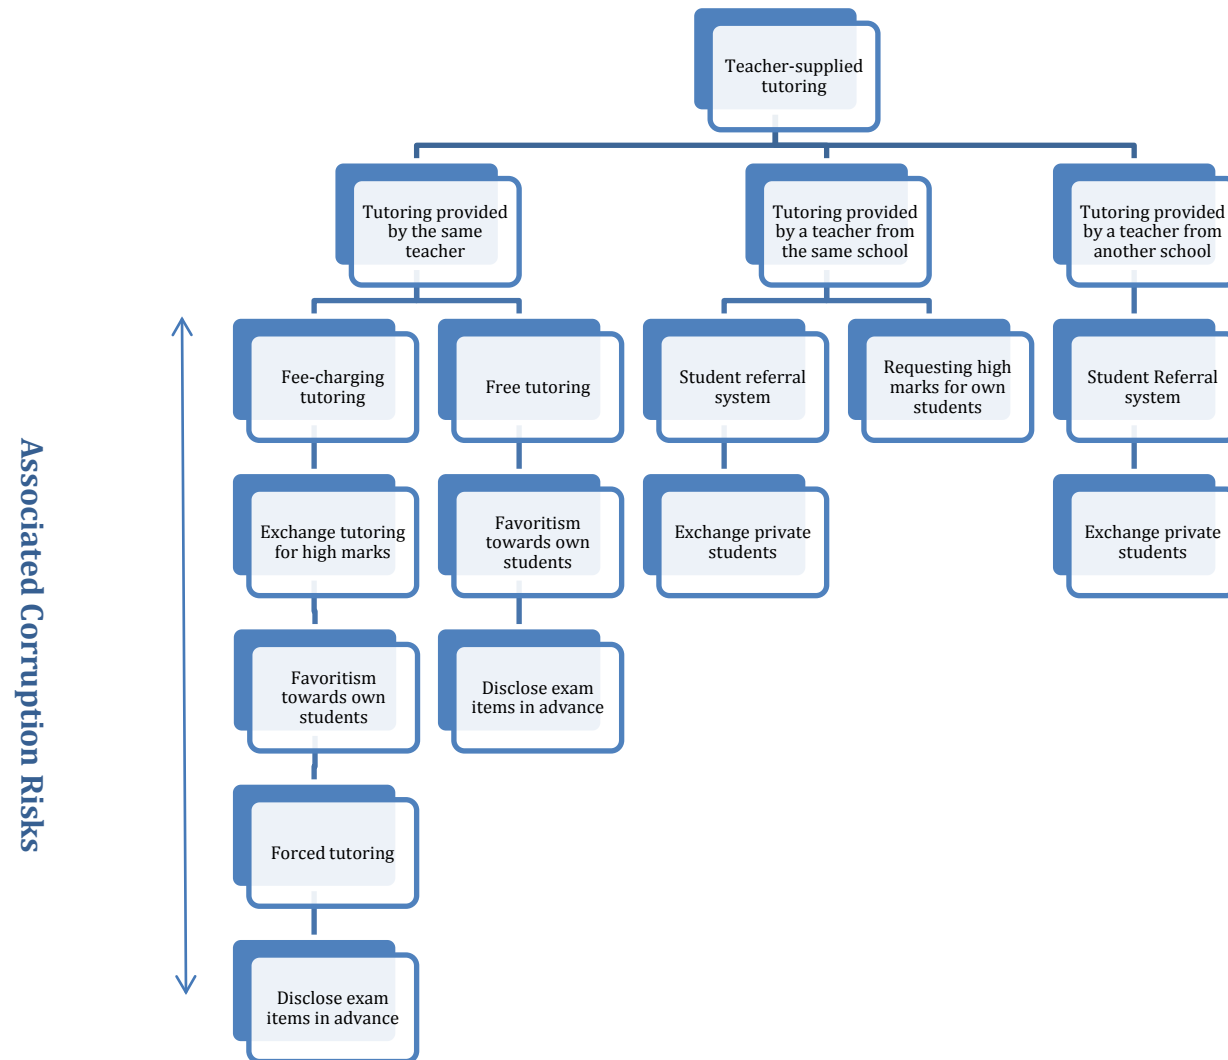 Teacher-supplied
tutoring
Tutoring provided
by the same
teacher
Tutoring provided
by a teacher from
the same school
Tutoring provided
by a teacher from
another school
Fee-charging
tutoring
Free tutoring
Student referral
system
Requesting high
marks for own
students
Student Referral
system
Exchange tutoring
for high marks
Favoritism
towards own
students
Exchange private
students
Exchange private
students
Favoritism
towards own
students
Disclose exam
items in advance
Forced tutoring
Disclose exam
items in advance
Associated Corruption Risks